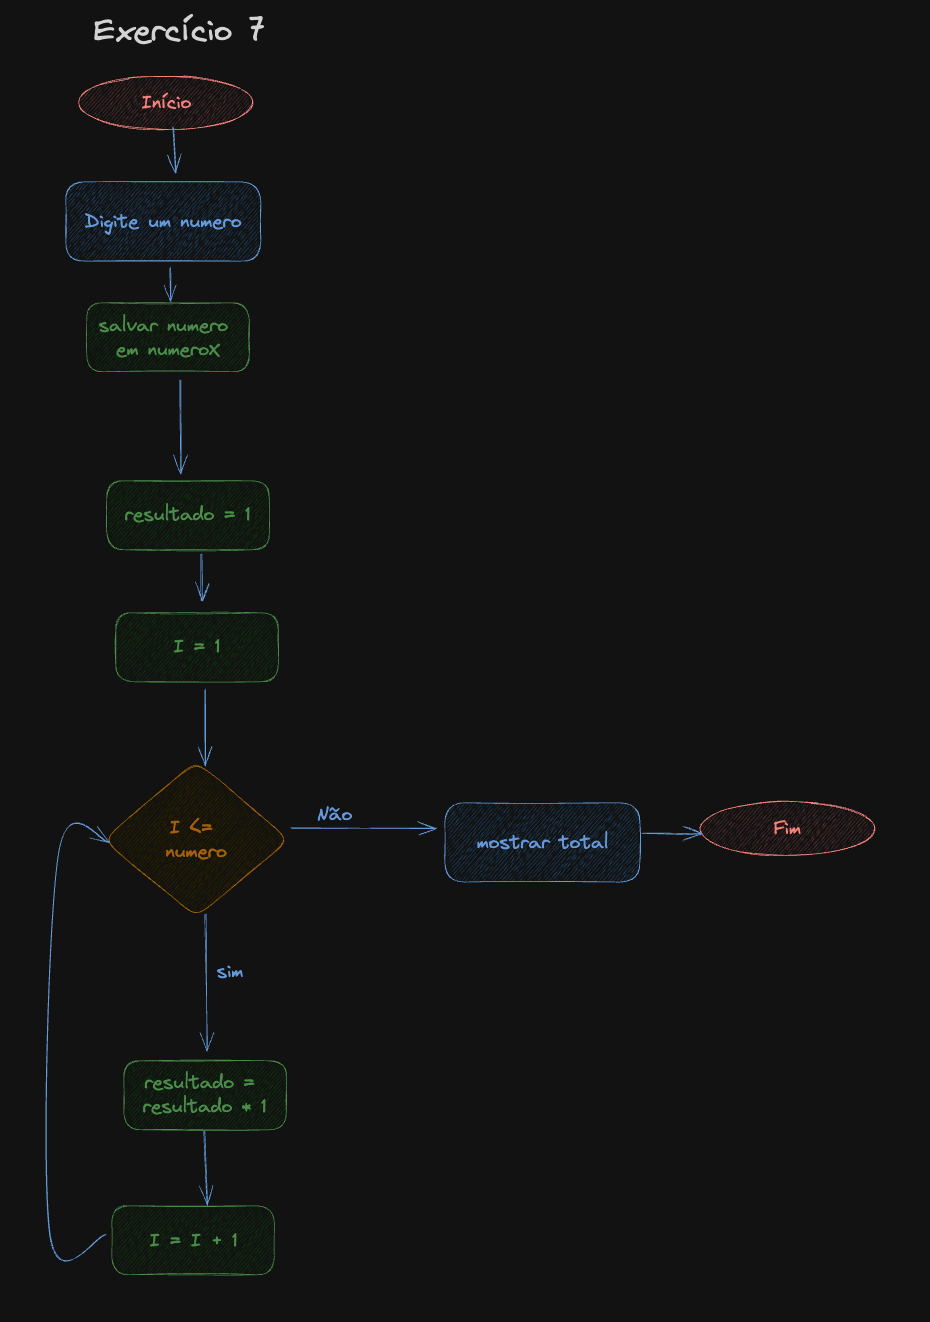 Exercício 7
Início
Digite um numero
salvar numero
em numeroX
resultado = 1
I = 1
I <=
numero
Não
mostrar total
Fim
sim
resultado =
resultado * 1
I = I + 1